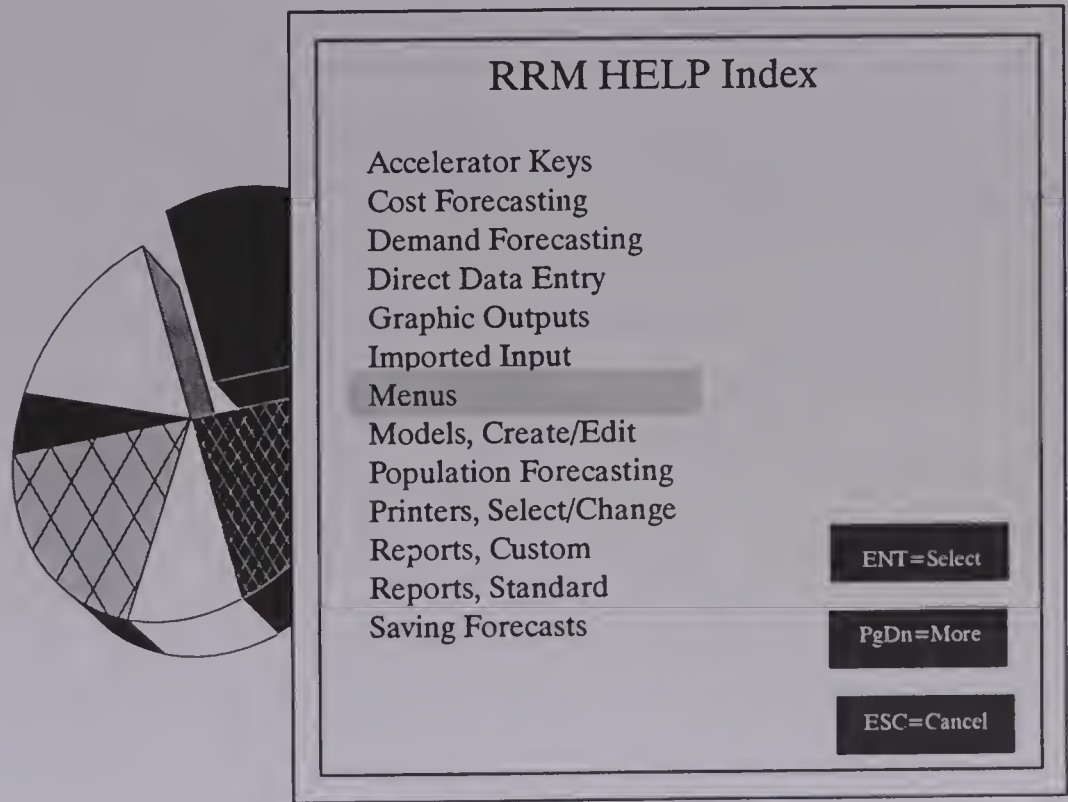 RRM HELP Index
Accelerator Keys
Cost Forecasting
Demand Forecasting
Direct Data Entry
Graphic Outputs
Imported Input
Menus
Models, Create/Edit
Population Forecasting
Printers, Select/Change
Reports, Custom
Reports, Standard
Saving Forecasts
ENT=Select
PgDn=More
ESC=Cancel